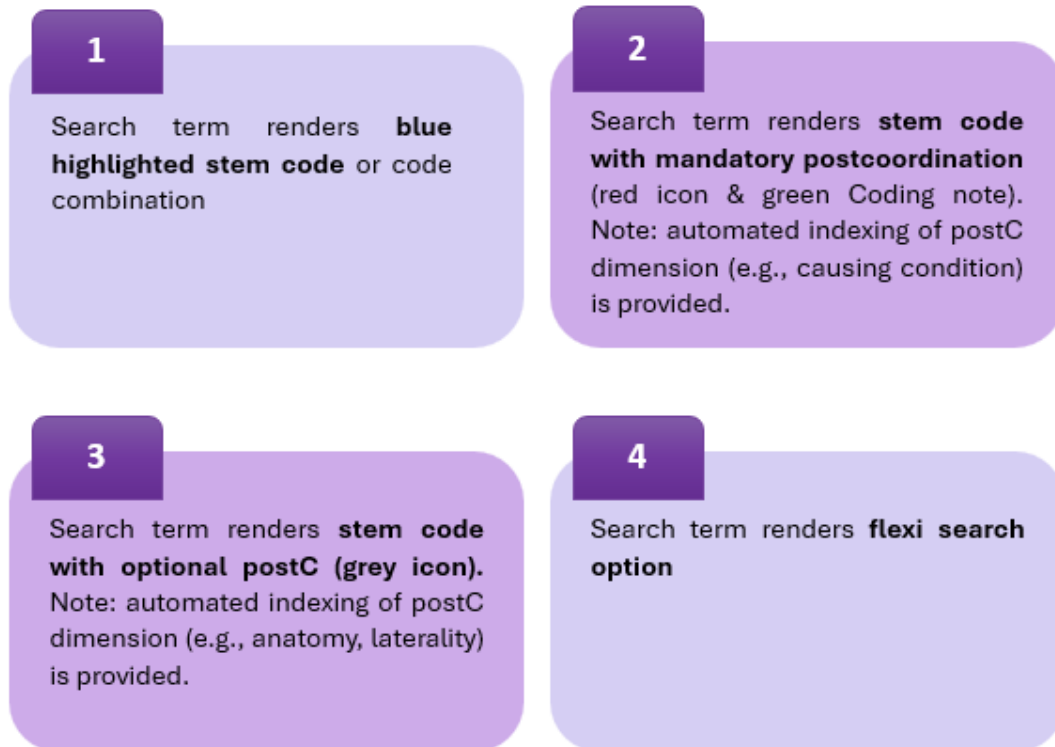 1
Search term renders blue
highlighted stem code or code
combination
2
Search term renders stem code
with mandatory postcoordination
(red icon & green Coding note).
Note: automated indexing of postC
dimension (e.g., causing condition)
is provided.
3
Search term renders stem code
with optional postC (grey icon).
Note: automated indexing of postC
dimension (e.g., anatomy, laterality)
is provided.
4
Search term renders flexi search
option